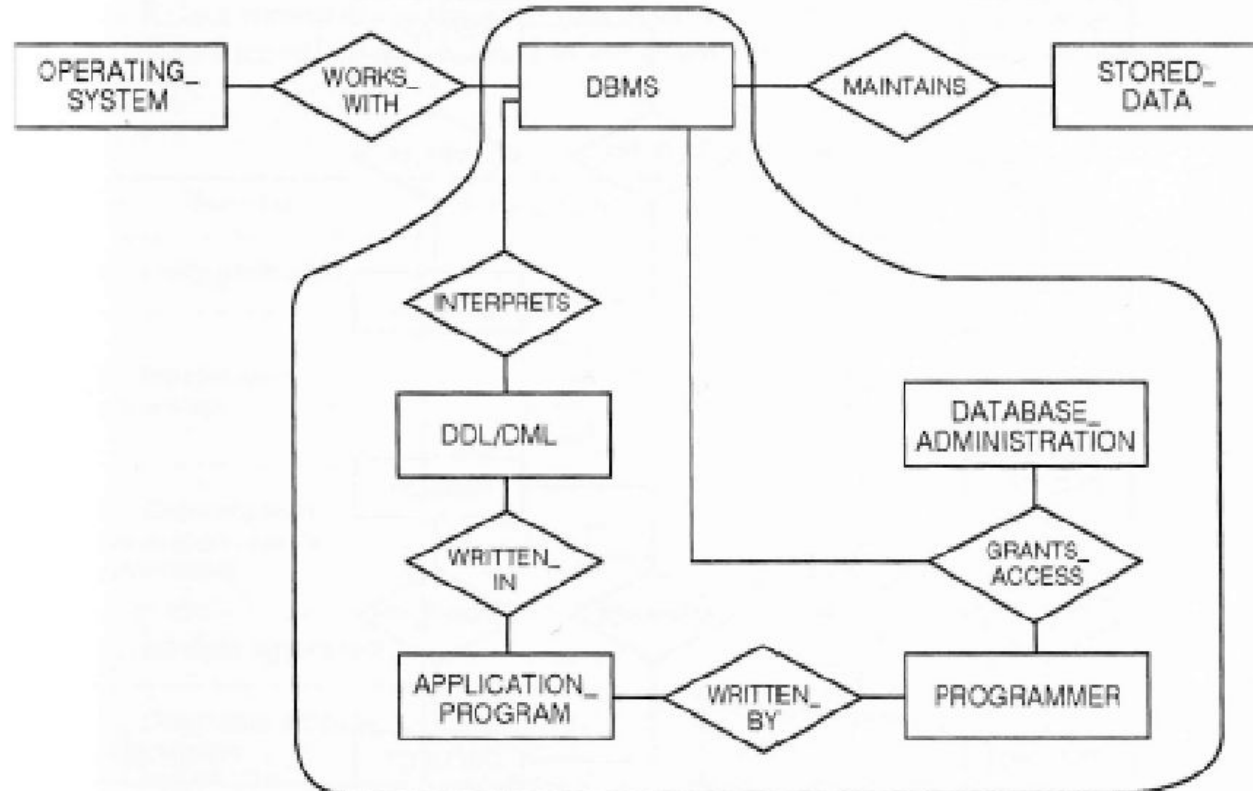 OPERATING_
SYSTEM
WORKS_
WITH
DBMS
MAINTAINS
STORED_
DATA
INTERPRETS
DDL/DML
DATABASE_
ADMINISTRATION
WRITTEN_
IN
GRANTS_
ACCESS
APPLICATION_
PROGRAM
WRITTEN_
BY
PROGRAMMER